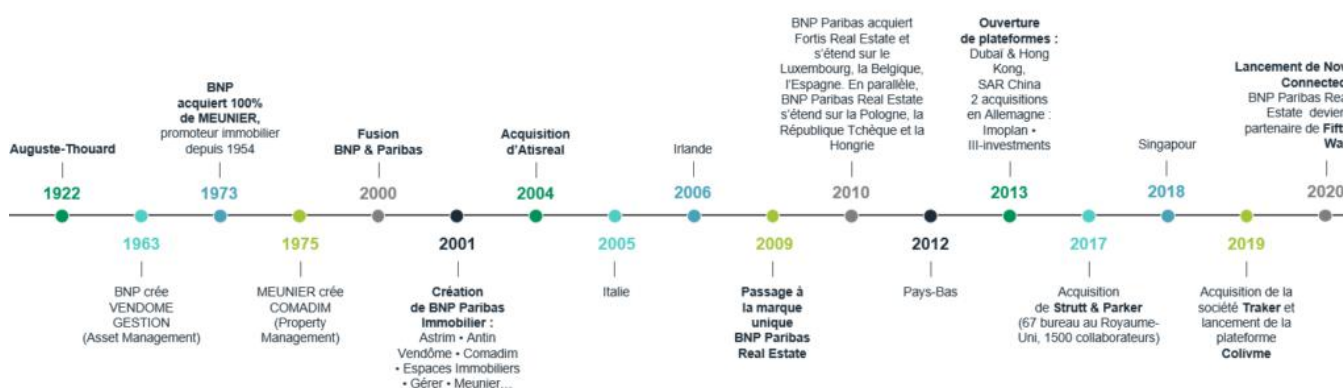 Auguste-Thouard
1922
1963
BNP crée
VENDOME
GESTION
(Asset Management)
BNP
acquiert 100%
de MEUNIER,
promoteur immobilier
depuis 1954
1973
1975
MEUNIER crée
COMADIM
(Property
Management)
Fusion
BNP & Paribas
2000
2001
Création
de BNP Paribas
Immobilier :
Astrim • Antin
Vendôme • Comadim
• Espaces Immobiliers
• Gérer • Meunier…
Acquisition
d'Atisreal
2004
2005
Italie
Irlande
2006
2009
Passage à
la marque
unique
BNP Paribas
Real Estate
BNP Paribas acquiert
Fortis Real Estate et
s'étend sur le
Luxembourg, la Belgique,
l'Espagne. En parallèle,
BNP Paribas Real Estate
s'étend sur la Pologne, la
République Tchèque et la
Hongrie
2010
2012
Pays-Bas
Ouverture
de plateformes :
Dubaï & Hong
Kong,
SAR China
2 acquisitions
en Allemagne :
Imoplan •
III-investments
2013
2017
Acquisition
de Strutt & Parker
(67 bureau au Royaume-
Uni, 1500 collaborateurs)
Singapour
2018
2019
Acquisition de la
société Traker et
lancement de la
plateforme
Colivme
Lancement de
Connected
BNP Paribas
Estate
partenaire de
2020